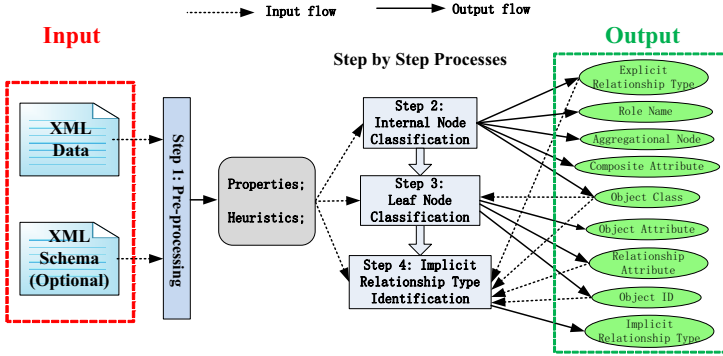 Input flow
Output flow
Input
Output
Step by Step Processes
XML
Data
XML
Schema
(Optional)
Step 1: Pre-processing
Properties;
Heuristics;
Step 2:
Internal Node
Classification
Step 3:
Leaf Node
Classification
Step 4: Implicit
Relationship Type
Identification
Explicit
Relationship Type
Role Name
Aggregational Node
Composite Attribute
Object Class
Object Attribute
Relationship
Attribute
Object ID
Implicit
Relationship Type